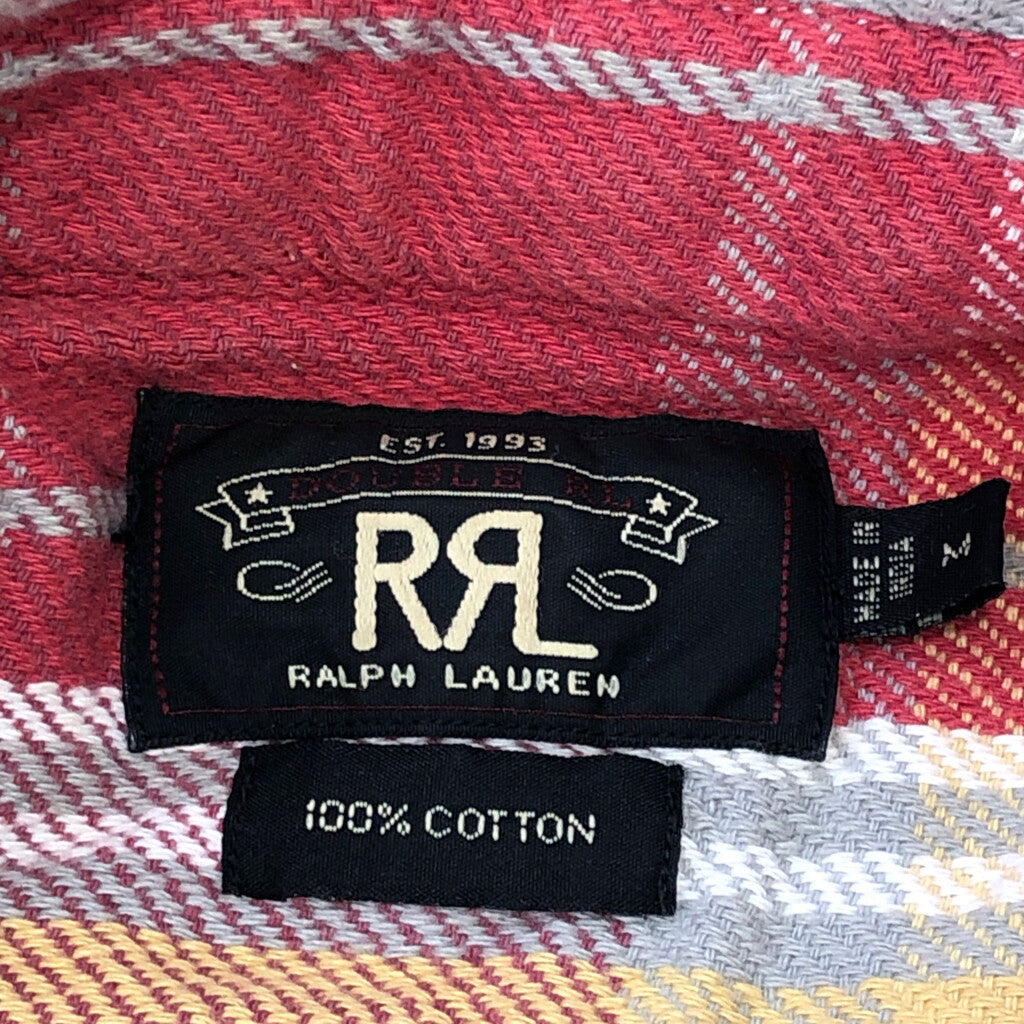 EST. 1993
DOUBLE RL
RRL
RALPH LAUREN
100% COTTON
MADE IN
INDIA
M